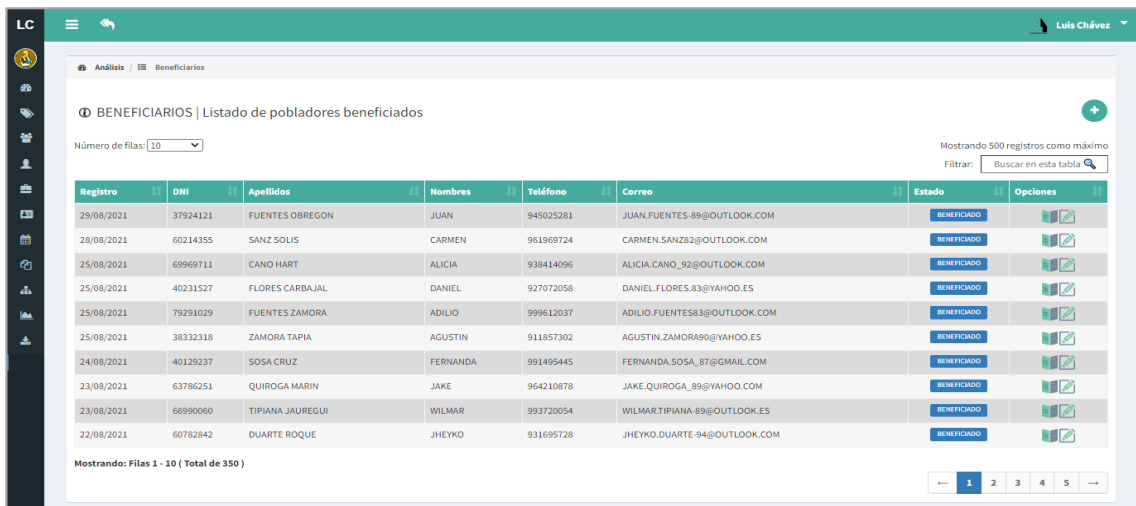 LC
Luis Chávez
Análisis / Beneficiarios
BENEFICIARIOS | Listado de pobladores beneficiados
Número de filas: 10
Mostrando 500 registros como máximo
Filtrar: Buscar en esta tabla
Registro DNI Apellidos Nombres Teléfono Correo Estado Opciones
29/08/2021 37924121 FUENTES OBREGON JUAN 945025281 JUAN.FUENTES-89@OUTLOOK.COM BENEFICIADO
28/08/2021 60214355 SANZ SOLIS CARMEN 961969724 CARMEN.SANZ82@OUTLOOK.COM BENEFICIADO
25/08/2021 69969711 CANO HART ALICIA 938414096 ALICIA.CANO_92@OUTLOOK.COM BENEFICIADO
25/08/2021 40231527 FLORES CARBAJAL DANIEL 927072058 DANIEL.FLORES.83@YAHOO.ES BENEFICIADO
25/08/2021 79291029 FUENTES ZAMORA ADILIO 999612037 ADILIO.FUENTES83@OUTLOOK.COM BENEFICIADO
25/08/2021 38332318 ZAMORA TAPIA AGUSTIN 911857302 AGUSTIN.ZAMORA90@YAHOO.ES BENEFICIADO
24/08/2021 40129237 SOSA CRUZ FERNANDA 991495445 FERNANDA.SOSA_87@GMAIL.COM BENEFICIADO
23/08/2021 63786251 QUIROGA MARIN JAKE 964210878 JAKE.QUIROGA_89@YAHOO.COM BENEFICIADO
23/08/2021 66990060 TIPIANA JAUREGUI WILMAR 993720054 WILMAR.TIPIANA-89@OUTLOOK.ES BENEFICIADO
22/08/2021 60782842 DUARTE ROQUE JHEYKO 931695728 JHEYKO.DUARTE-94@OUTLOOK.COM BENEFICIADO
Mostrando: Filas 1 - 10 ( Total de 350 )
← 1 2 3 4 5 →